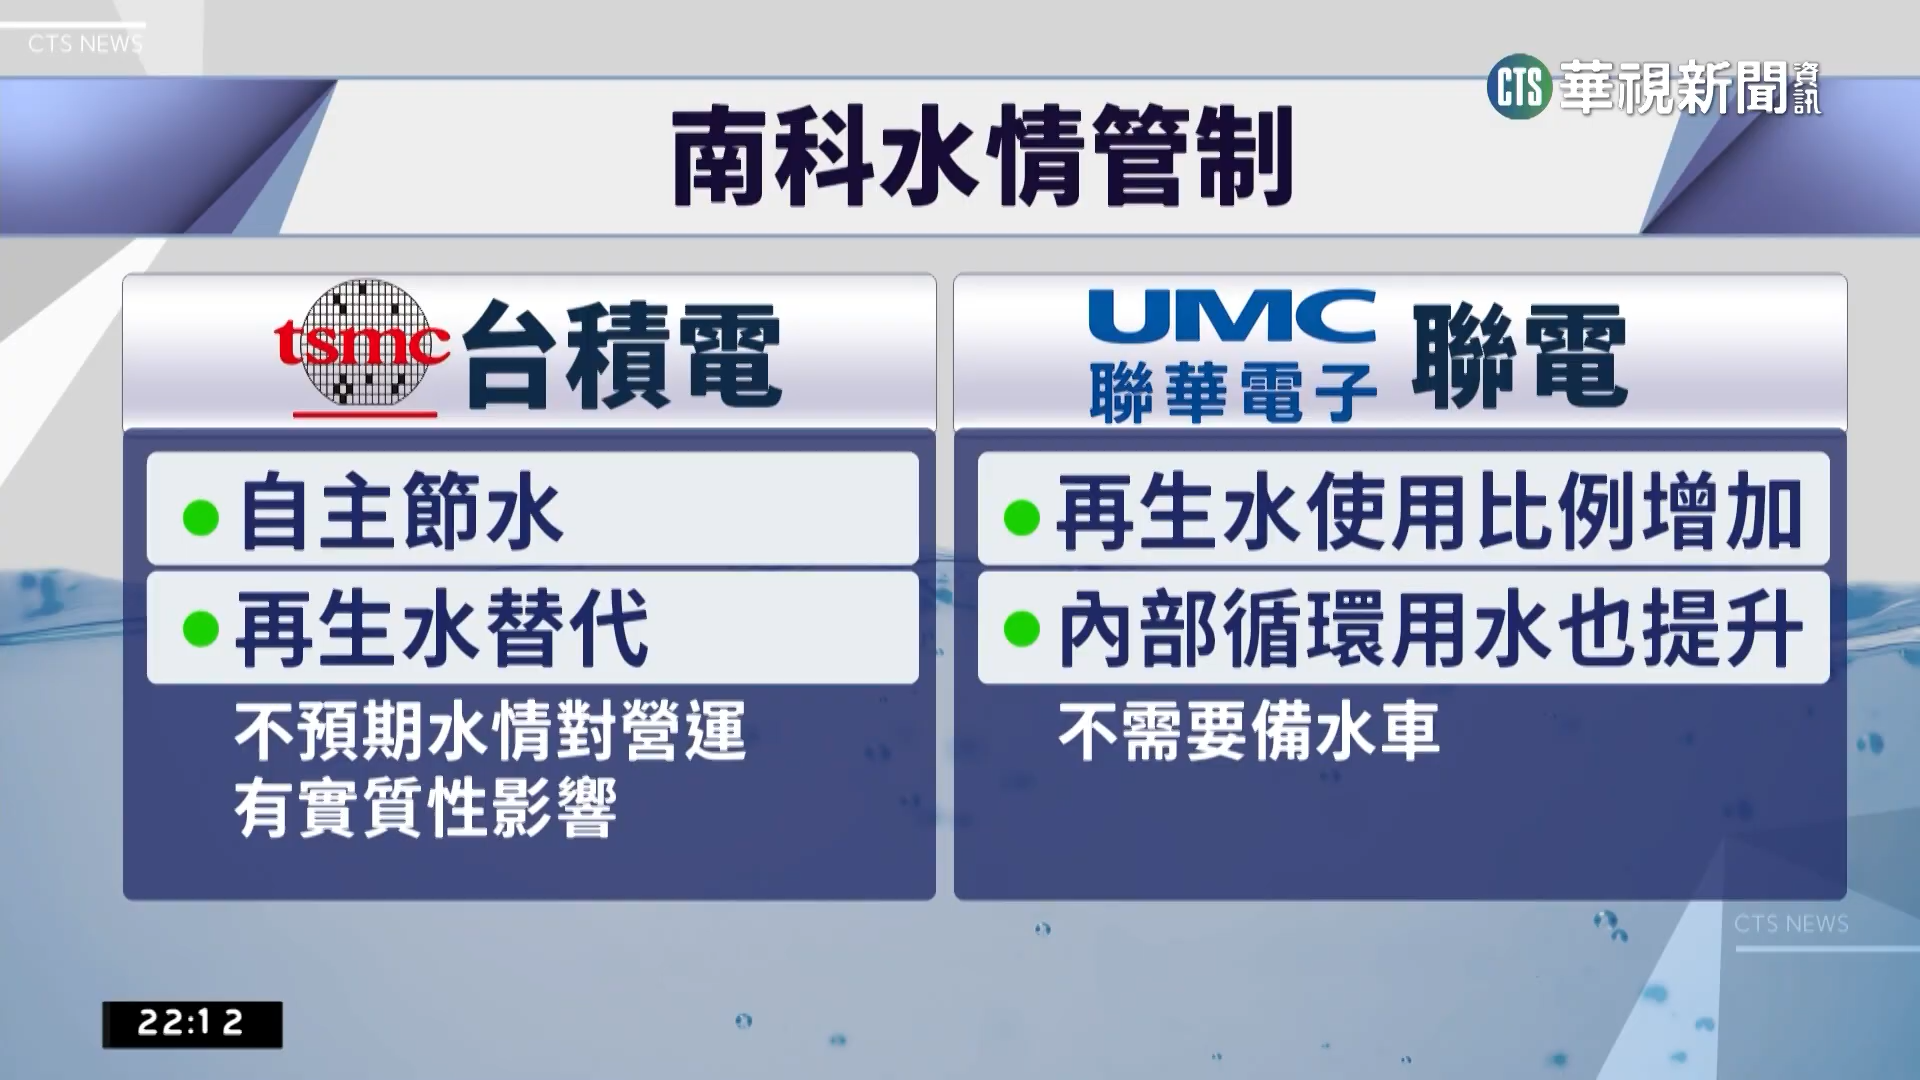 CTS NEWS
CTS 華視新聞資訊
南科水情管制
tsmc 台積電
自主節水
再生水替代
不預期水情對營運
有實質性影響
UMC 聯電
聯華電子
再生水使用比例增加
內部循環用水也提升
不需要備水車
CTS NEWS
22:12